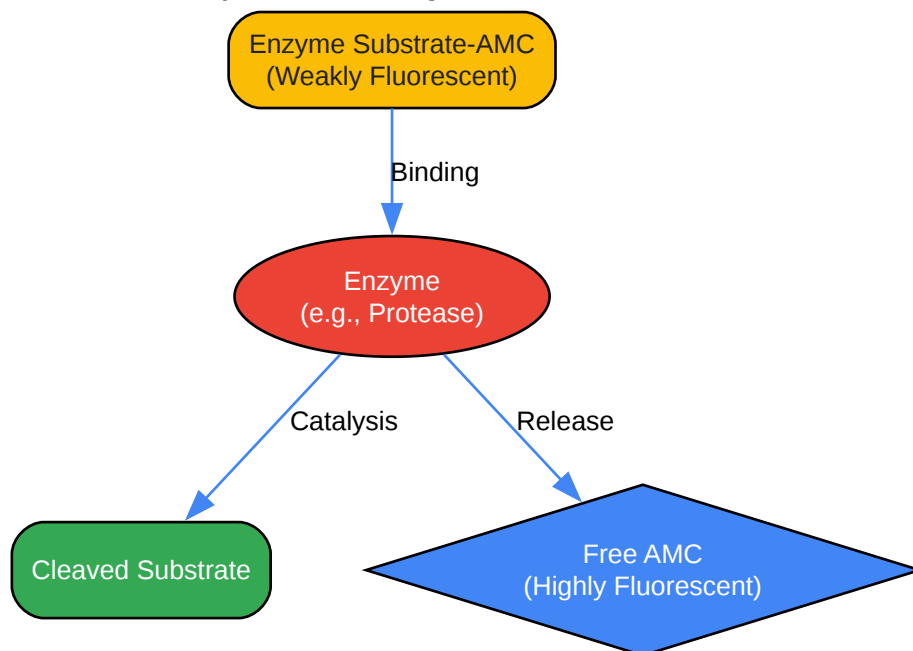 Enzyme Substrate-AMC
(Weakly Fluorescent)
Binding
Enzyme
(e.g., Protease)
Catalysis
Release
Cleaved Substrate
Free AMC
(Highly Fluorescent)